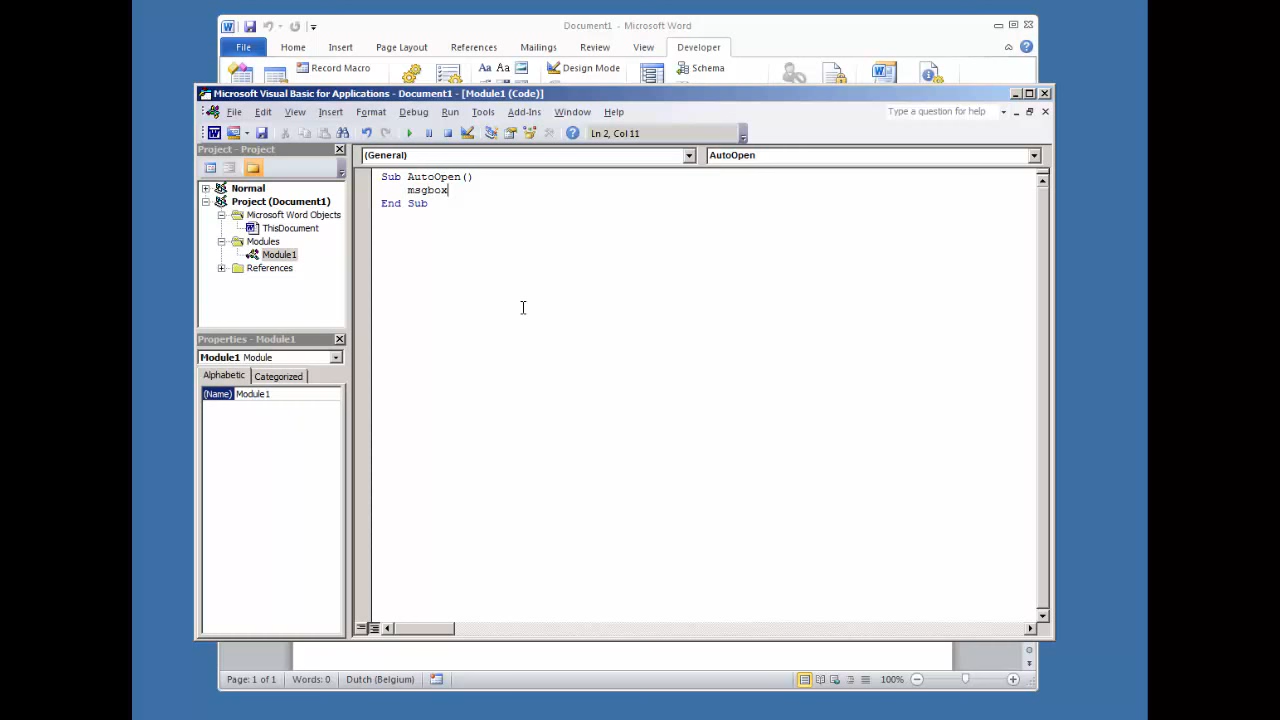 Document1 - Microsoft Word
File Home Insert Page Layout References Mailings Review View Developer
Record Macro Aa Aa Design Mode Schema
Microsoft Visual Basic for Applications - Document1 - [Module1 (Code)]
File Edit View Insert Format Debug Run Tools Add-Ins Window Help Type a question for help
Ln 2, Col 11
Project - Project
(General) AutoOpen
Sub AutoOpen()
msgbox
End Sub
Normal
Project (Document1)
Microsoft Word Objects
ThisDocument
Modules
Module1
References
Properties - Module1
Module1 Module
Alphabetic Categorized
(Name) Module1
Page: 1 of 1 Words: 0 Dutch (Belgium) 100%